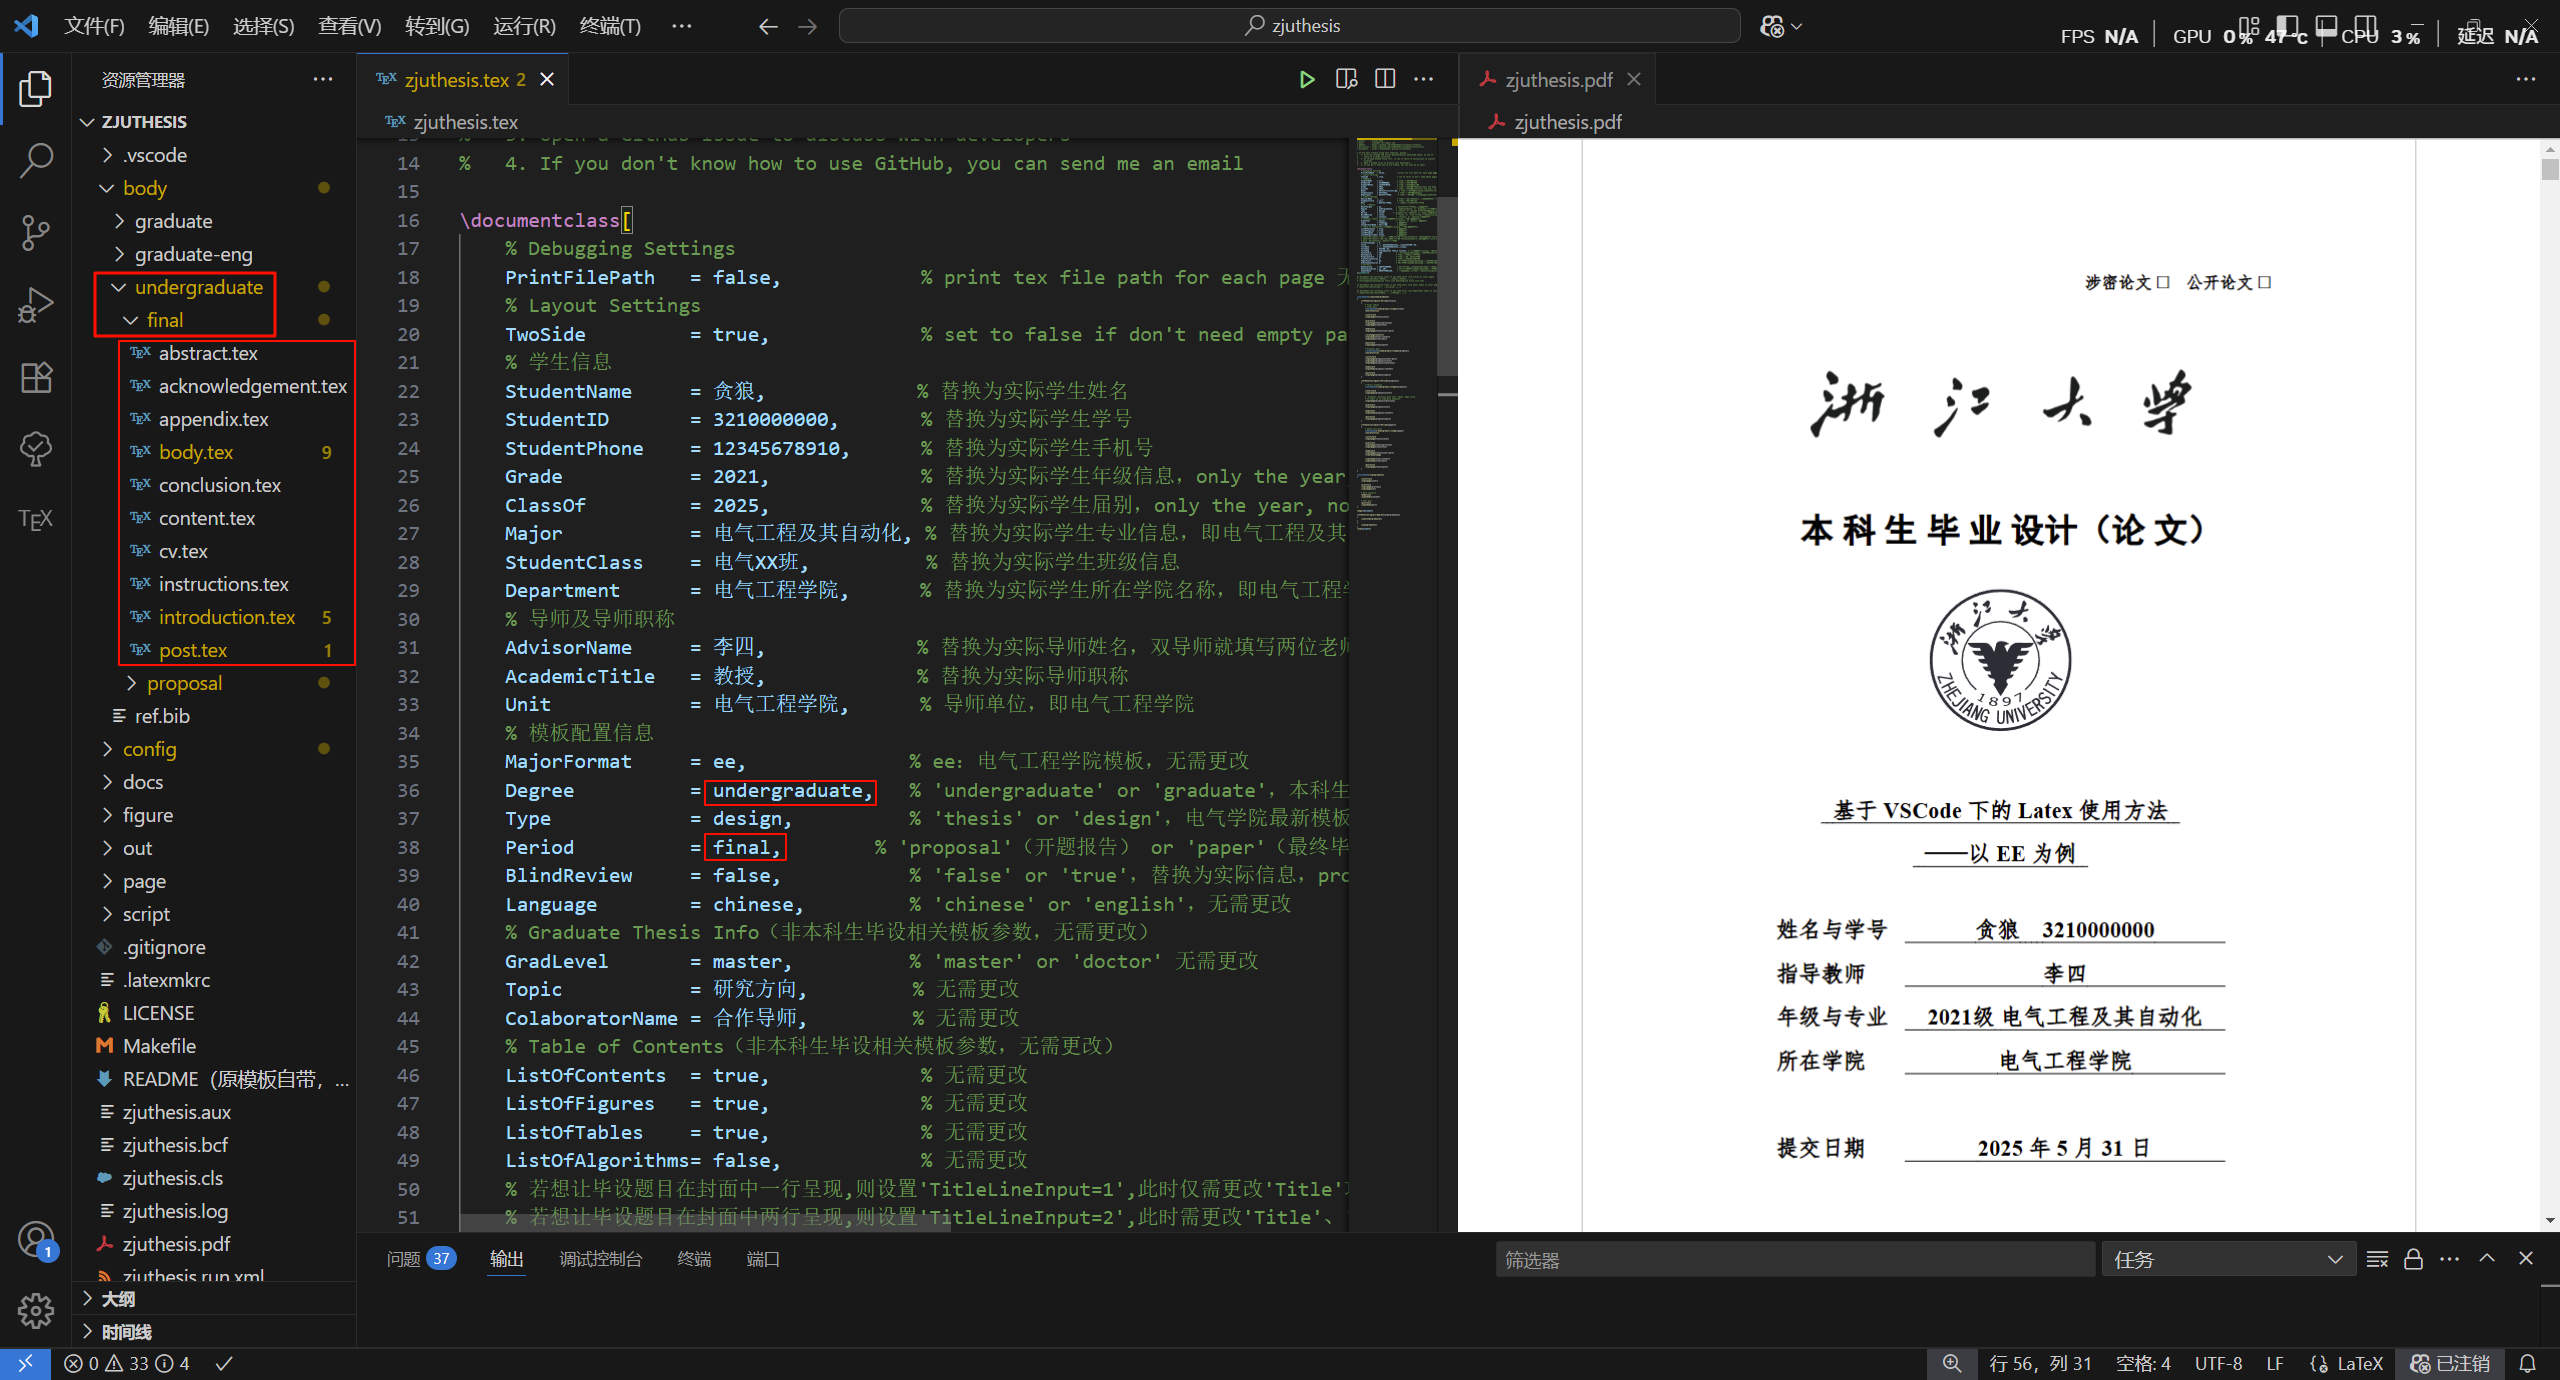 文件(F) 编辑(E) 选择(S) 查看(V) 转到(G) 运行(R) 终端(T) ···
zjuthesis
FPS N/A GPU 0% 47°C CPU 3% 延迟 N/A
资源管理器
ZJUTHESIS
.vscode
body
graduate
graduate-eng
undergraduate
final
TEX abstract.tex
TEX acknowledgement.tex
TEX appendix.tex
TEX body.tex 9
TEX conclusion.tex
TEX content.tex
TEX cv.tex
TEX instructions.tex
TEX introduction.tex 5
TEX post.tex 1
proposal
ref.bib
config
docs
figure
out
page
script
.gitignore
.latexmkrc
LICENSE
Makefile
README（原模板自带，...
zjuthesis.aux
zjuthesis.bcf
zjuthesis.cls
zjuthesis.log
zjuthesis.pdf
zjuthesis.run.xml
大纲
时间线
TEX
1
TEX zjuthesis.tex 2
TEX zjuthesis.tex
14 % 4. If you don't know how to use GitHub, you can send me an email
15
16 \documentclass[
17 % Debugging Settings
18 PrintFilePath = false, % print tex file path for each page
19 % Layout Settings
20 TwoSide = true, % set to false if don't need empty pa
21 % 学生信息
22 StudentName = 贪狼, % 替换为实际学生姓名
23 StudentID = 3210000000, % 替换为实际学生学号
24 StudentPhone = 12345678910, % 替换为实际学生手机号
25 Grade = 2021, % 替换为实际学生年级信息，only the year
26 ClassOf = 2025, % 替换为实际学生届别，only the year, no
27 Major = 电气工程及其自动化, % 替换为实际学生专业信息，即电气工程及其
28 StudentClass = 电气XX班, % 替换为实际学生班级信息
29 Department = 电气工程学院, % 替换为实际学生所在学院名称，即电气工程
30 % 导师及导师职称
31 AdvisorName = 李四, % 替换为实际导师姓名，双导师就填写两位老师
32 AcademicTitle = 教授, % 替换为实际导师职称
33 Unit = 电气工程学院, % 导师单位，即电气工程学院
34 % 模板配置信息
35 MajorFormat = ee, % ee：电气工程学院模板，无需更改
36 Degree = undergraduate, % 'undergraduate' or 'graduate'，本科生
37 Type = design, % 'thesis' or 'design'，电气学院最新模板
38 Period = final, % 'proposal'（开题报告） or 'paper'（最终毕
39 BlindReview = false, % 'false' or 'true'，替换为实际信息，pro
40 Language = chinese, % 'chinese' or 'english'，无需更改
41 % Graduate Thesis Info（非本科生毕设相关模板参数，无需更改）
42 GradLevel = master, % 'master' or 'doctor' 无需更改
43 Topic = 研究方向, % 无需更改
44 ColaboratorName = 合作导师, % 无需更改
45 % Table of Contents（非本科生毕设相关模板参数，无需更改）
46 ListOfContents = true, % 无需更改
47 ListOfFigures = true, % 无需更改
48 ListOfTables = true, % 无需更改
49 ListOfAlgorithms= false, % 无需更改
50 % 若想让毕设题目在封面中一行呈现,则设置'TitleLineInput=1',此时仅需更改'Title'
51 % 若想让毕设题目在封面中两行呈现,则设置'TitleLineInput=2',此时需更改'Title'、
zjuthesis.pdf
zjuthesis.pdf
涉密论文 □ 公开论文 □
浙江大学
本科生毕业设计（论文）
浙江大学
1897
ZHEJIANG UNIVERSITY
基于 VSCode 下的 Latex 使用方法
——以 EE 为例
姓名与学号 贪狼 3210000000
指导教师 李四
年级与专业 2021级 电气工程及其自动化
所在学院 电气工程学院
提交日期 2025 年 5 月 31 日
问题 37 输出 调试控制台 终端 端口
筛选器
任务
0 33 4
行 56，列 31 空格: 4 UTF-8 LF LaTeX 已注销